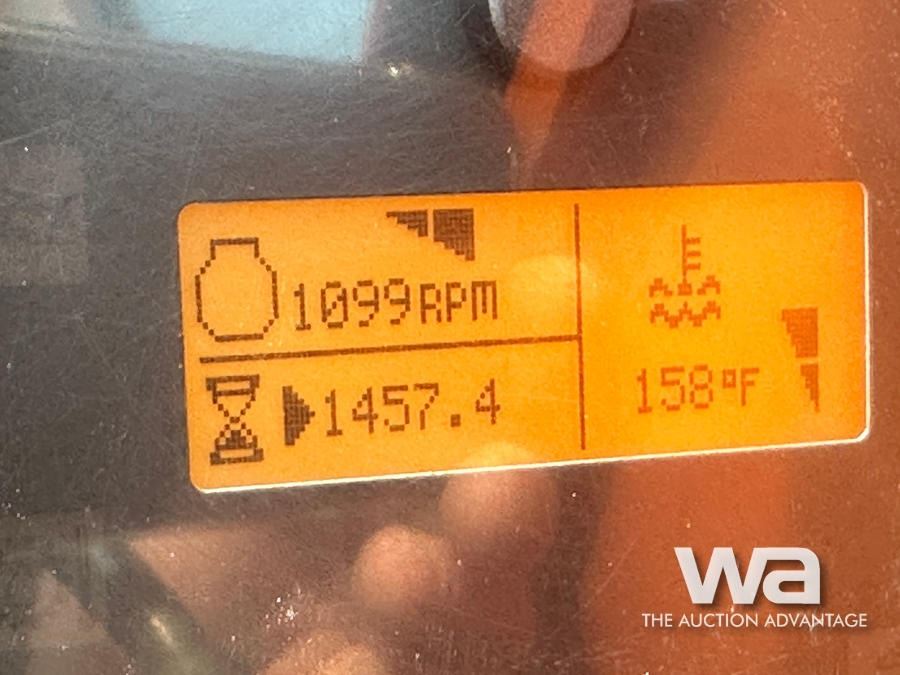 1099RPM
1457.4
158°F
wa
THE AUCTION ADVANTAGE